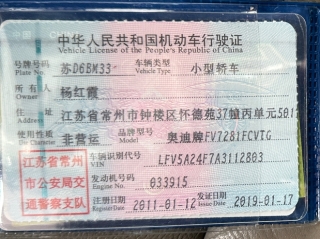 中华人民共和国机动车行驶证
Vehicle License of the People's Republic of China
号牌号码 苏D6BM33 车辆类型 小型轿车
Plate No. Vehicle Type
所有人 杨红霞
Owner
住址 江苏省常州市钟楼区怀德苑37幢丙单元501
Address
使用性质 非营运 品牌型号 奥迪牌FV7281FCVTG
江苏省常州 车辆识别代号 LFV5A24F7A3112803
VIN
市公安局交 发动机号码 033915
Engine No.
通警察支队 注册日期 2011-01-12 发证日期 2019-01-17
Register Date Issue Date